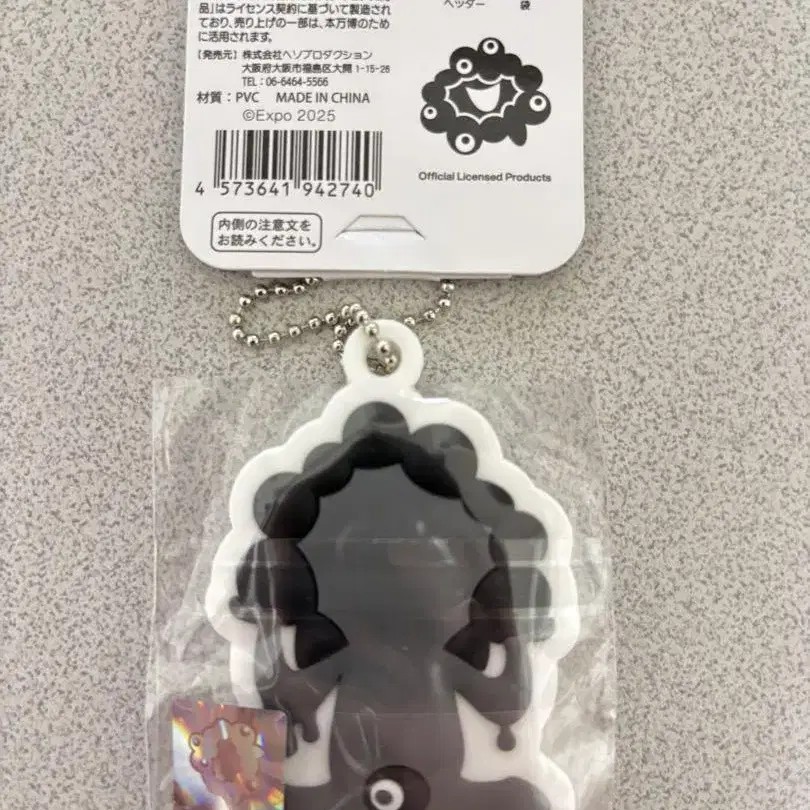 品」はライセンス契約に基づいて製造され
ており、売り上げの一部は、本万博のため
に活用されます。
【発売元】株式会社ヘソプロダクション
大阪府大阪市福島区大開1-15-26
TEL：06-6464-5566
材質：PVC MADE IN CHINA
©Expo 2025
4 573641 942740
内側の注意文を
お読みください。
ヘッダー 袋
Official Licensed Products